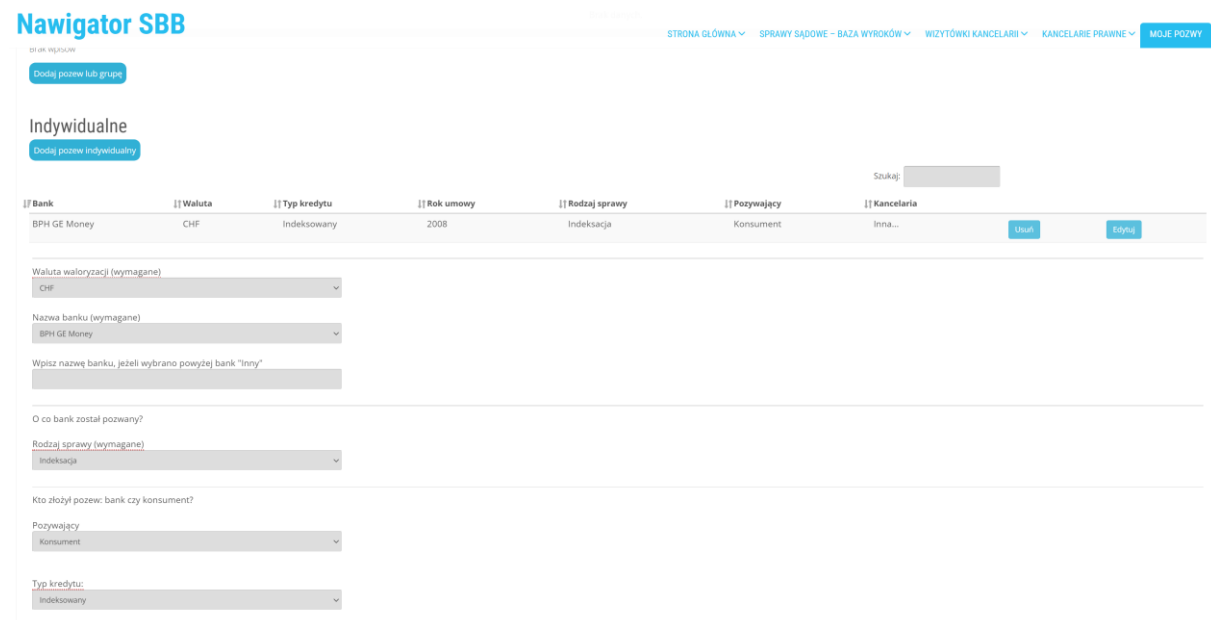 Nawigator SBB
STRONA GŁÓWNA SPRAWY SĄDOWE – BAZA WYROKÓW WIZYTÓWKI KANCELARII KANCELARIE PRAWNE MOJE POZWY
Brak wpisów
Dodaj pozew lub grupę
Indywidualne
Dodaj pozew indywidualny
Szukaj:
Bank Waluta Typ kredytu Rok umowy Rodzaj sprawy Pozywający Kancelaria
BPH GE Money CHF Indeksowany 2008 Indeksacja Konsument Inna... Usuń Edytuj
Waluta waloryzacji (wymagane)
CHF
Nazwa banku (wymagane)
BPH GE Money
Wpisz nazwę banku, jeżeli wybrano powyżej bank "Inny"
O co bank został pozwany?
Rodzaj sprawy (wymagane)
Indeksacja
Kto złożył pozew: bank czy konsument?
Pozywający
Konsument
Typ kredytu:
Indeksowany